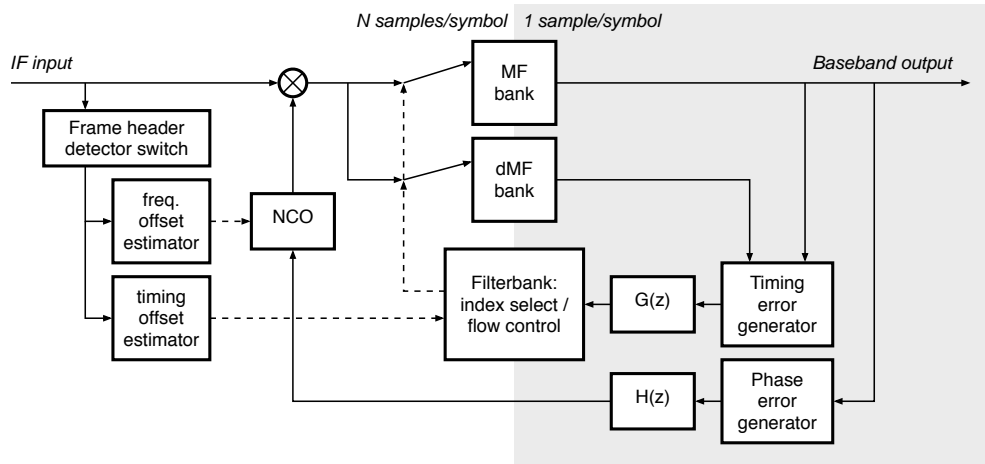 N samples/symbol
1 sample/symbol
IF input
Baseband output
MF
bank
Frame header
detector switch
dMF
bank
freq.
offset
estimator
NCO
Filterbank:
index select /
flow control
G(z)
Timing
error
generator
timing
offset
estimator
H(z)
Phase
error
generator